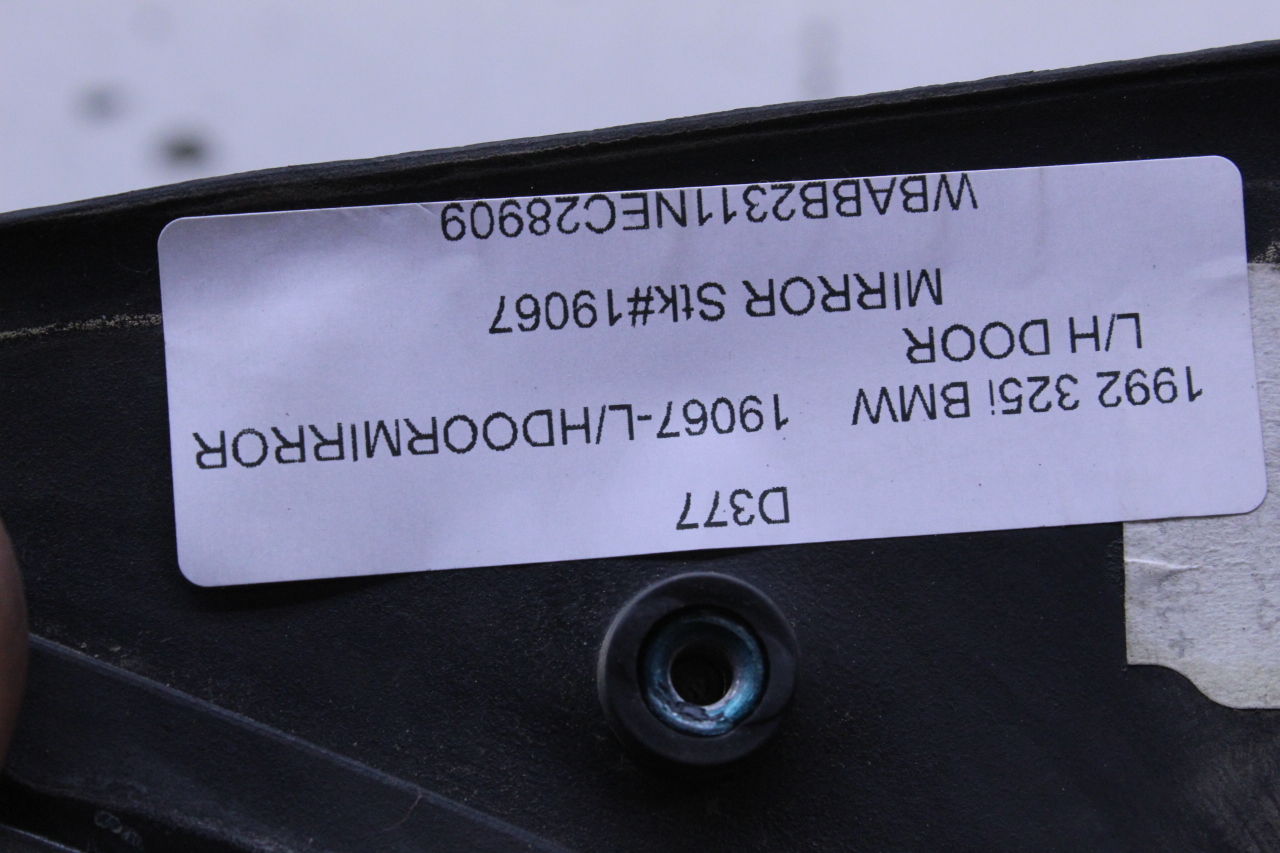 D377
1992 325i BMW 19067-L/HDOORMIRROR
L/H DOOR
MIRROR Stk#19067
WBABB2311NEC28909